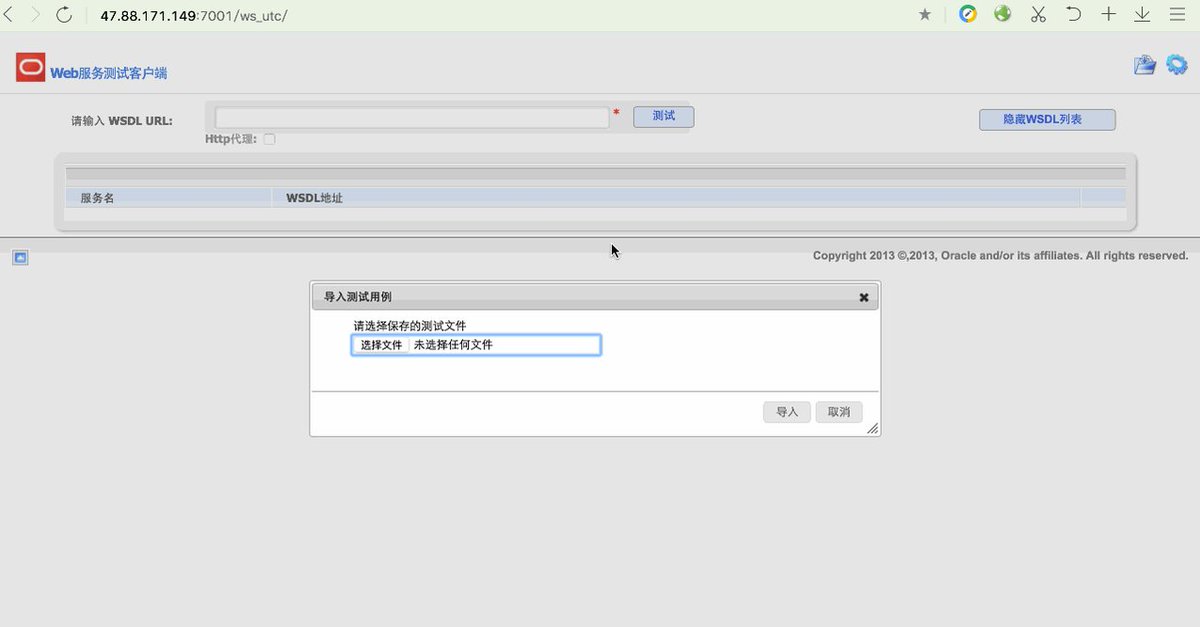 47.88.171.149:7001/ws_utc/
Web服务测试客户端
请输入 WSDL URL: * 测试 隐藏WSDL列表
Http代理:
服务名 WSDL地址
Copyright 2013 ©,2013, Oracle and/or its affiliates. All rights reserved.
导入测试用例
请选择保存的测试文件
选择文件 未选择任何文件
导入 取消